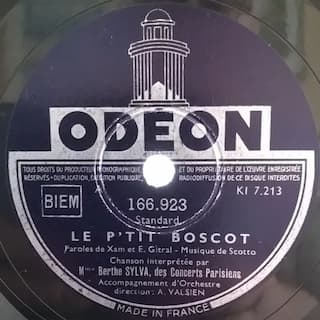 ODEON
TOUS DROITS DU PRODUCTEUR PHONOGRAPHIQUE ET DU PROPRIETAIRE DE L'ŒUVRE ENREGISTRÉE
RÉSERVÉS • DUPLICATION, EXÉCUTION PUBLIQUE, RADIODIFFUSION DE CE DISQUE INTERDITES
BIEM
166.923
KI 7.213
Standard
LE P'TIT BOSCOT
Paroles de Xam et E. Gitral - Musique de Scotto
Chanson interprétée par
Mme Berthe SYLVA, des Concerts Parisiens
Accompagnement d'Orchestre
direction: A. VALSIEN
MADE IN FRANCE